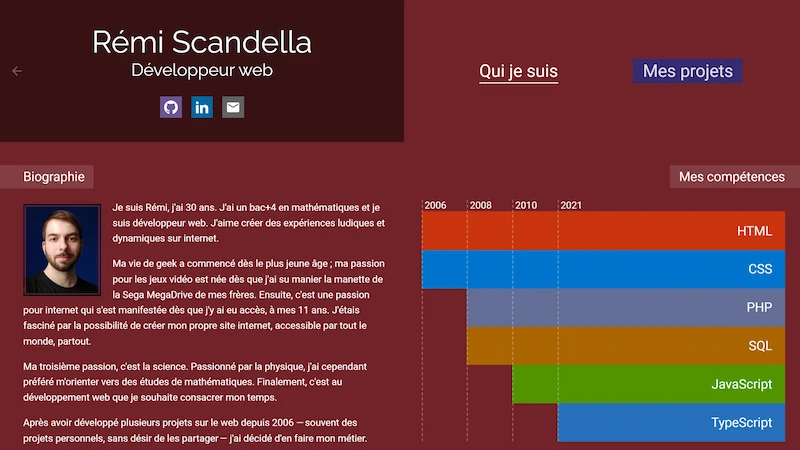 Rémi Scandella
Développeur web
in
Qui je suis
Mes projets
Biographie
Je suis Rémi, j'ai 30 ans. J'ai un bac+4 en mathématiques et je
suis développeur web. J'aime créer des expériences ludiques et
dynamiques sur internet.
Ma vie de geek a commencé dès le plus jeune âge ; ma passion
pour les jeux vidéo est née dès que j'ai su manier la manette de
la Sega MegaDrive de mes frères. Ensuite, c'est une passion
pour internet qui s'est manifestée dès que j'y ai eu accès, à mes 11 ans. J'étais
fasciné par la possibilité de créer mon propre site internet, accessible par tout le
monde, partout.
Ma troisième passion, c'est la science. Passionné par la physique, j'ai cependant
préféré m'orienter vers des études de mathématiques. Finalement, c'est au
développement web que je souhaite consacrer mon temps.
Après avoir développé plusieurs projets sur le web depuis 2006 — souvent des
projets personnels, sans désir de les partager — j'ai décidé d'en faire mon métier.
Mes compétences
2006 2008 2010 2021
HTML
CSS
PHP
SQL
JavaScript
TypeScript